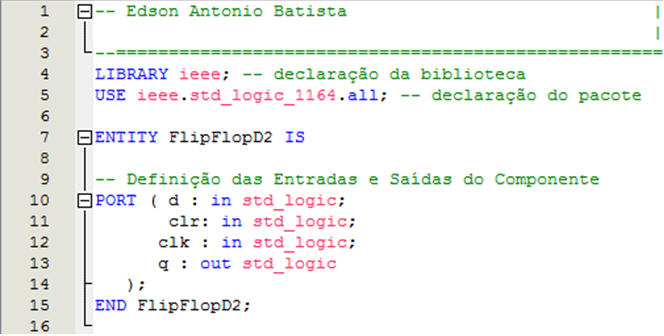 1 -- Edson Antonio Batista
2
3 --====================================================
4 LIBRARY ieee; -- declaração da biblioteca
5 USE ieee.std_logic_1164.all; -- declaração do pacote
6
7 ENTITY FlipFlopD2 IS
8
9 -- Definição das Entradas e Saídas do Componente
10 PORT ( d : in std_logic;
11 clr: in std_logic;
12 clk : in std_logic;
13 q : out std_logic
14 );
15 END FlipFlopD2;
16